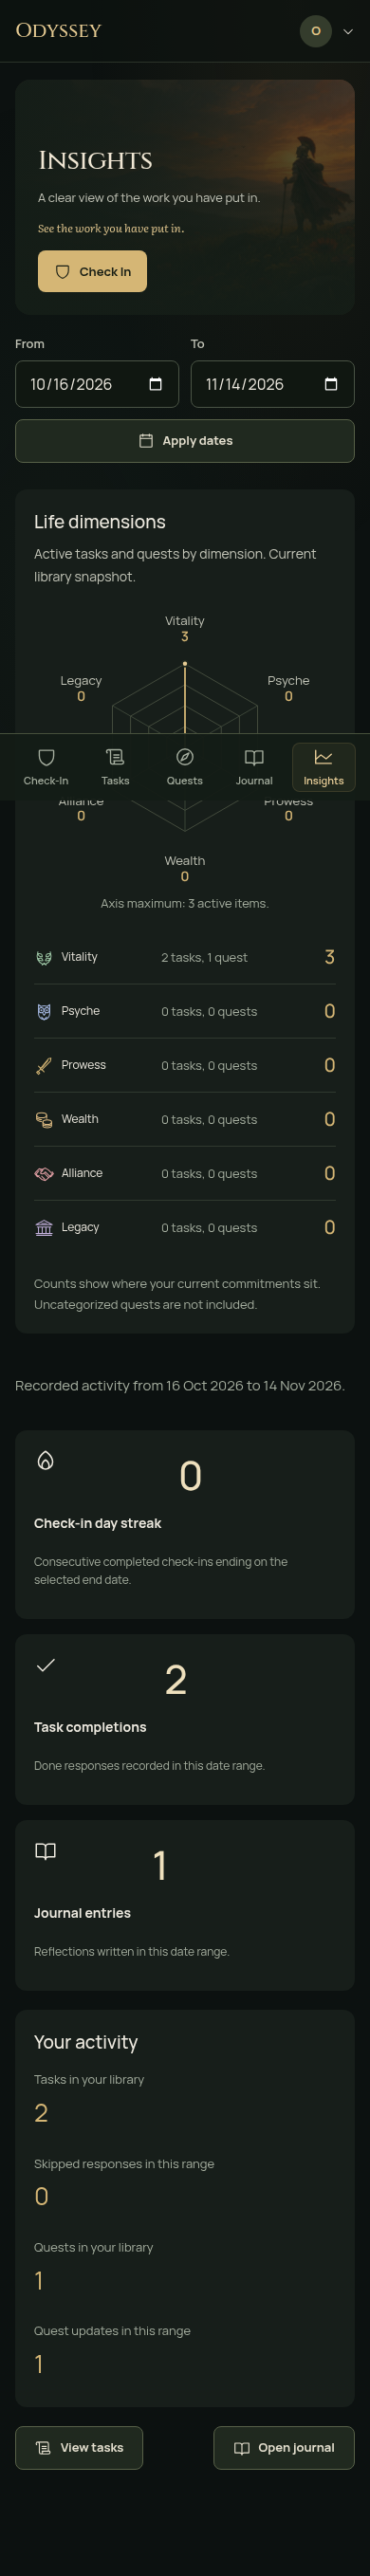 ODYSSEY
O
INSIGHTS
A clear view of the work you have put in.
See the work you have put in.
Check In
From
To
10/16/2026
11/14/2026
Apply dates
Life dimensions
Active tasks and quests by dimension. Current
library snapshot.
Vitality
3
Legacy
0
Psyche
0
Check-In
Tasks
Quests
Journal
Insights
Alliance
0
Prowess
0
Wealth
0
Axis maximum: 3 active items.
Vitality
2 tasks, 1 quest
3
Psyche
0 tasks, 0 quests
0
Prowess
0 tasks, 0 quests
0
Wealth
0 tasks, 0 quests
0
Alliance
0 tasks, 0 quests
0
Legacy
0 tasks, 0 quests
0
Counts show where your current commitments sit.
Uncategorized quests are not included.
Recorded activity from 16 Oct 2026 to 14 Nov 2026.
0
Check-in day streak
Consecutive completed check-ins ending on the
selected end date.
2
Task completions
Done responses recorded in this date range.
1
Journal entries
Reflections written in this date range.
Your activity
Tasks in your library
2
Skipped responses in this range
0
Quests in your library
1
Quest updates in this range
1
View tasks
Open journal